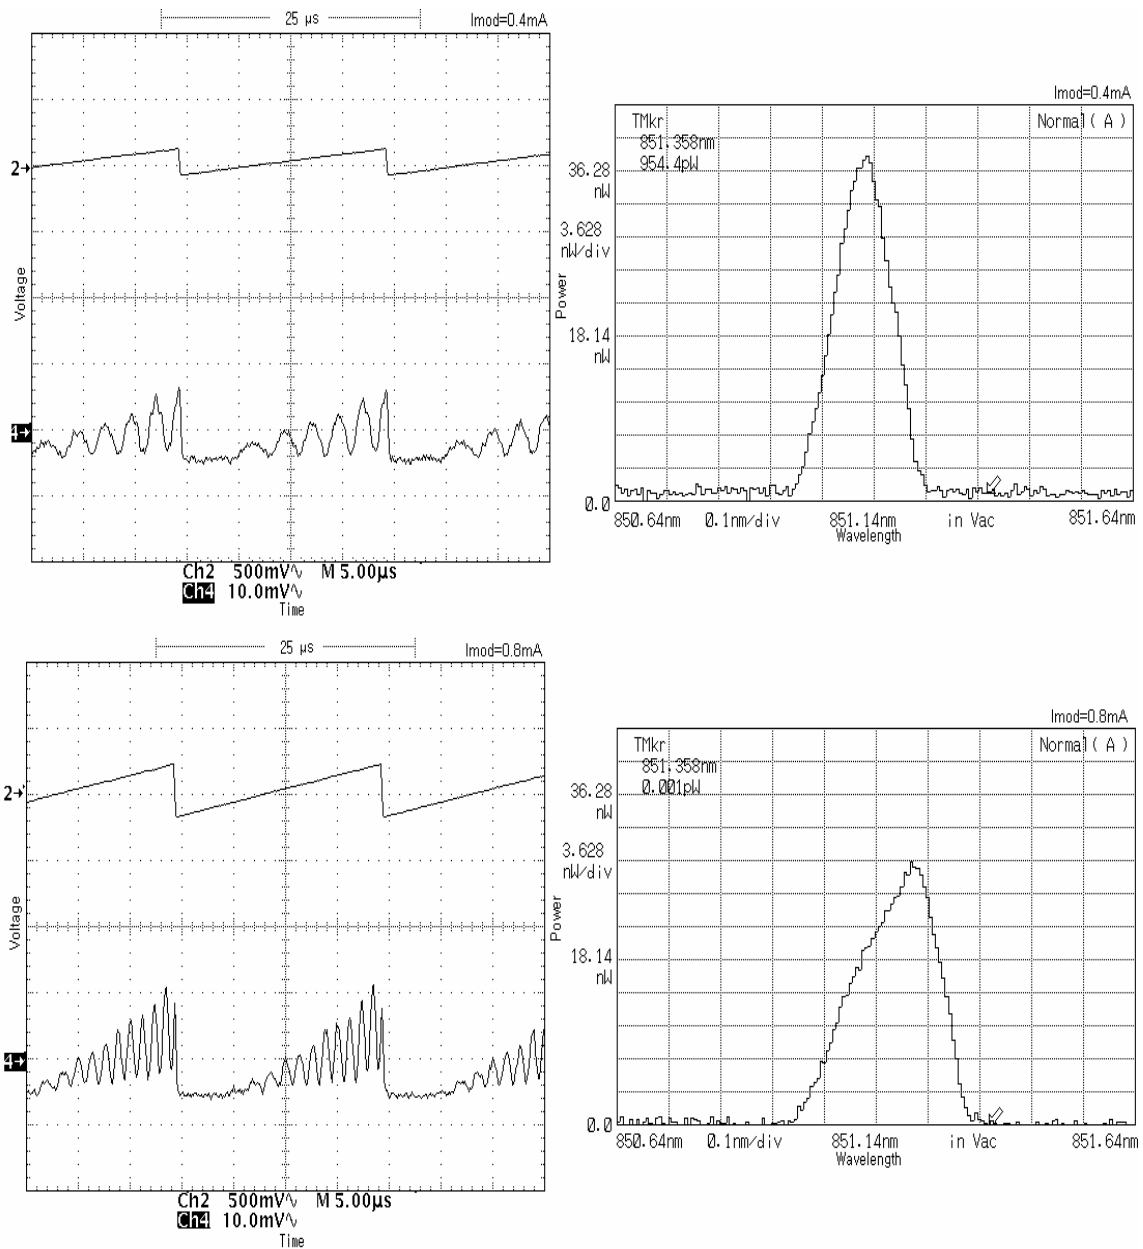 25 µs
Imod=0.4mA
2→
Voltage
4→
Ch2 500mV∿ M 5.00µs
Ch4 10.0mV∿
Time
Imod=0.4mA
TMkr
851.358nm
954.4pW
Normal ( A )
36.28
nW
3.628
nW/div
Power
18.14
nW
0.0
850.64nm 0.1nm/div 851.14nm in Vac 851.64nm
Wavelength
25 µs
Imod=0.8mA
2→
Voltage
4→
Ch2 500mV∿ M 5.00µs
Ch4 10.0mV∿
Time
Imod=0.8mA
TMkr
851.358nm
0.001pW
Normal ( A )
36.28
nW
3.628
nW/div
Power
18.14
nW
0.0
850.64nm 0.1nm/div 851.14nm in Vac 851.64nm
Wavelength